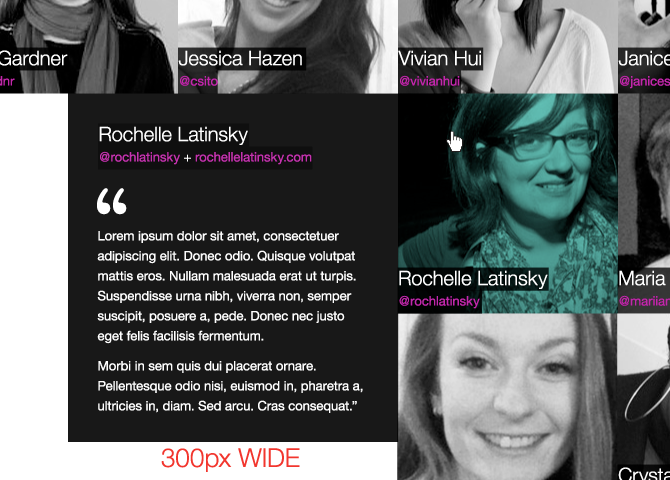 Gardner
Jessica Hazen
Vivian Hui
Janice
dnr
@csito
@vivianhui
@janices
Rochelle Latinsky
@rochlatinsky + rochellelatinsky.com
“
Lorem ipsum dolor sit amet, consectetuer
adipiscing elit. Donec odio. Quisque volutpat
mattis eros. Nullam malesuada erat ut turpis.
Suspendisse urna nibh, viverra non, semper
suscipit, posuere a, pede. Donec nec justo
eget felis facilisis fermentum.
Morbi in sem quis dui placerat ornare.
Pellentesque odio nisi, euismod in, pharetra a,
ultricies in, diam. Sed arcu. Cras consequat.”
Rochelle Latinsky
@rochlatinsky
Maria
@mariian
300px WIDE
Crysta